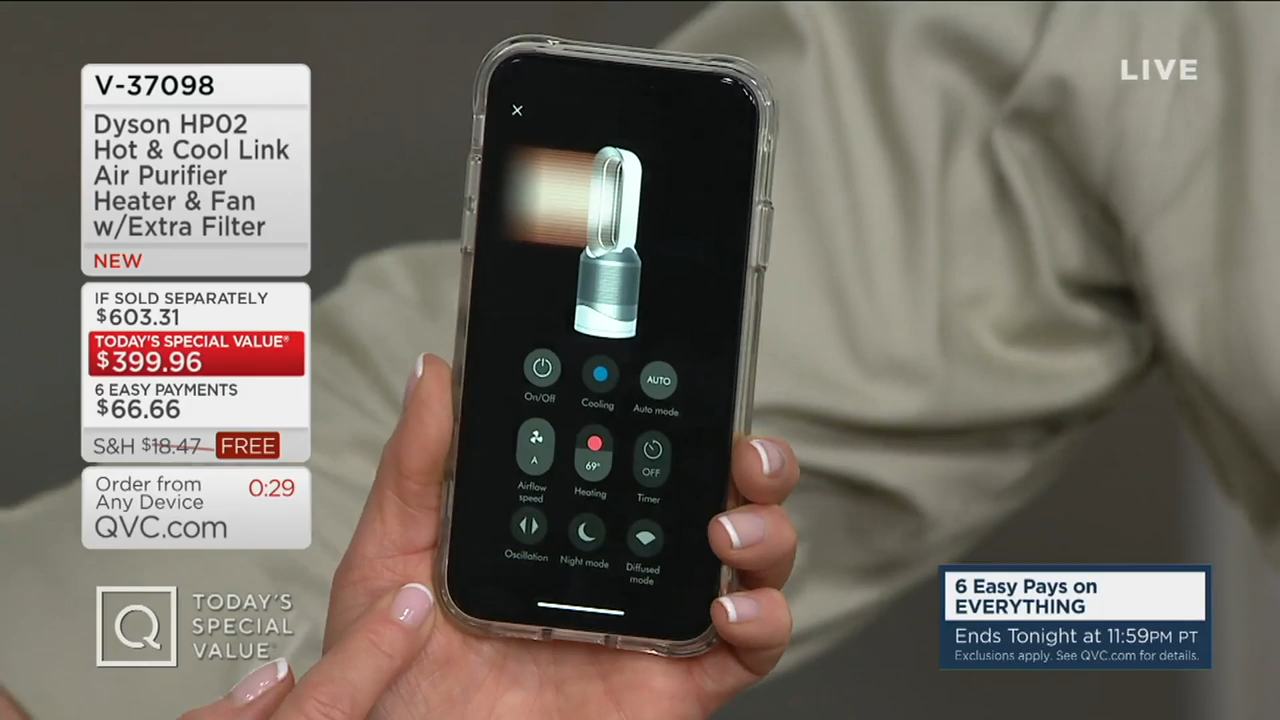 V-37098
Dyson HP02
Hot & Cool Link
Air Purifier
Heater & Fan
w/Extra Filter
NEW
IF SOLD SEPARATELY
$603.31
TODAY'S SPECIAL VALUE®
$399.96
6 EASY PAYMENTS
$66.66
S&H $18.47 FREE
Order from
Any Device
0:29
QVC.com
Q
TODAY'S
SPECIAL
VALUE®
LIVE
On/Off
Cooling
AUTO
Auto mode
A
Airflow
speed
69°
Heating
OFF
Timer
Oscillation
Night mode
Diffused
mode
6 Easy Pays on
EVERYTHING
Ends Tonight at 11:59PM PT
Exclusions apply. See QVC.com for details.